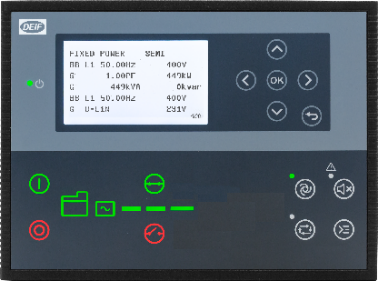 DEIF
FIXED POWER SEMI
BB L1 50.00Hz 400V
G 1.00PF 449kW
G 449kVA 0kvar
BB L1 50.00Hz 400V
G U-L1N 231V
OK